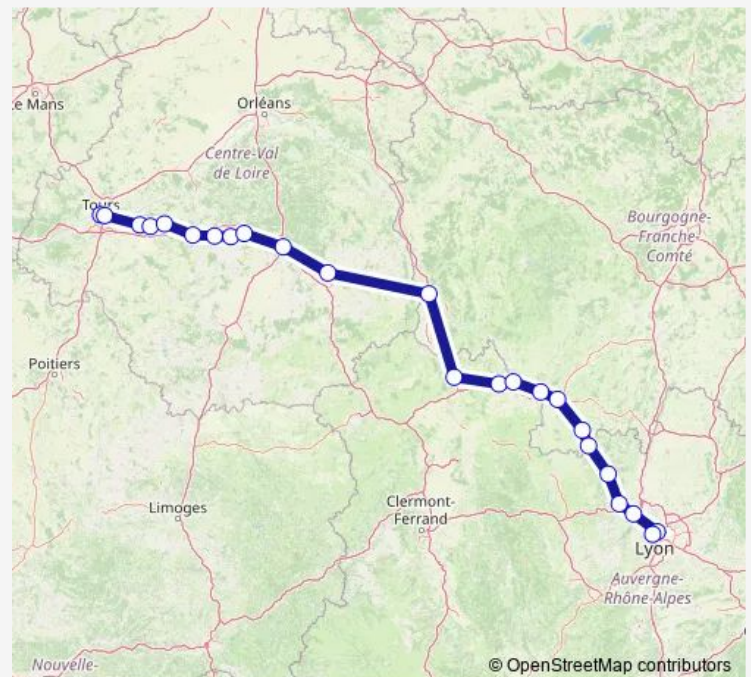 e Mans
Orléans
Centre-Val
de Loire
Tours
Bourgogne-
Franche-
Comté
Poitiers
Limoges
Clermont-
Ferrand
Lyon
Auvergne-
Rhône-Alpes
Nouvelle-
© OpenStreetMap contributors